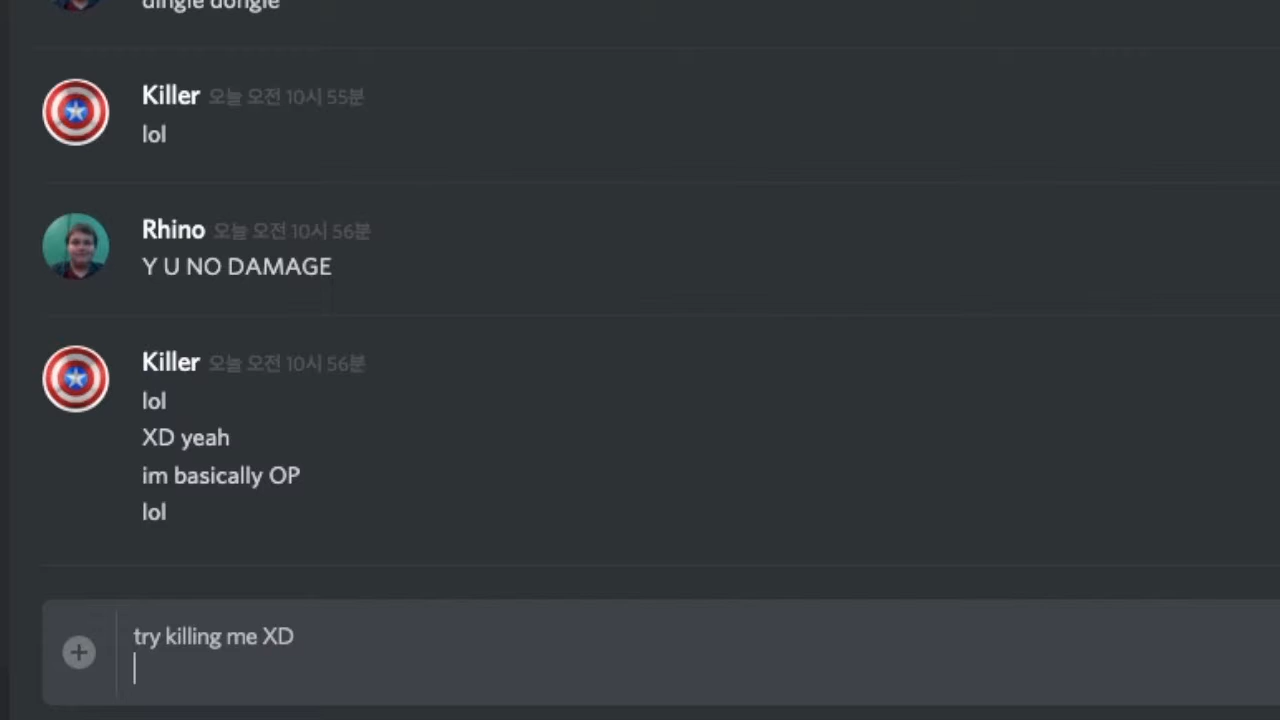 dingle dongle
Killer 오늘 오전 10시 55분
lol
Rhino 오늘 오전 10시 56분
Y U NO DAMAGE
Killer 오늘 오전 10시 56분
lol
XD yeah
im basically OP
lol
try killing me XD